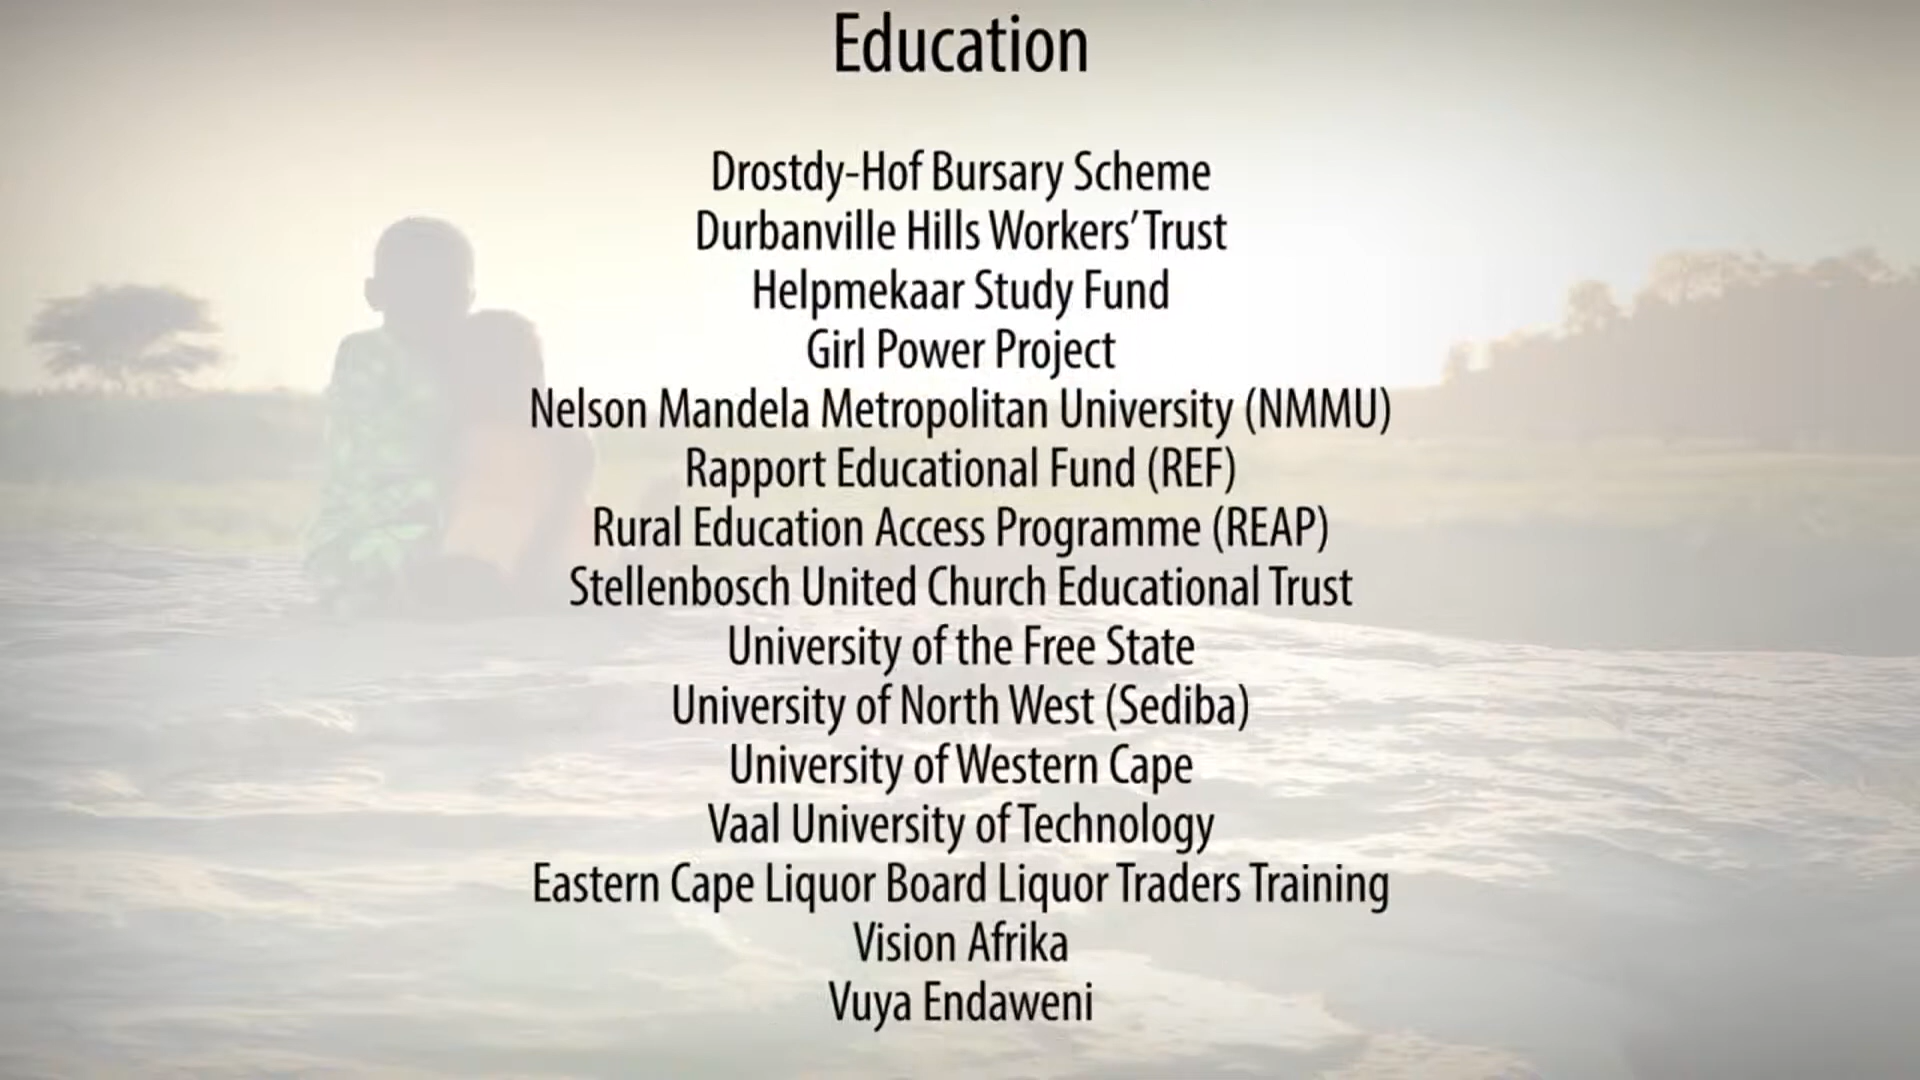 Education
Drostdy-Hof Bursary Scheme
Durbanville Hills Workers’ Trust
Helpmekaar Study Fund
Girl Power Project
Nelson Mandela Metropolitan University (NMMU)
Rapport Educational Fund (REF)
Rural Education Access Programme (REAP)
Stellenbosch United Church Educational Trust
University of the Free State
University of North West (Sediba)
University of Western Cape
Vaal University of Technology
Eastern Cape Liquor Board Liquor Traders Training
Vision Afrika
Vuya Endaweni